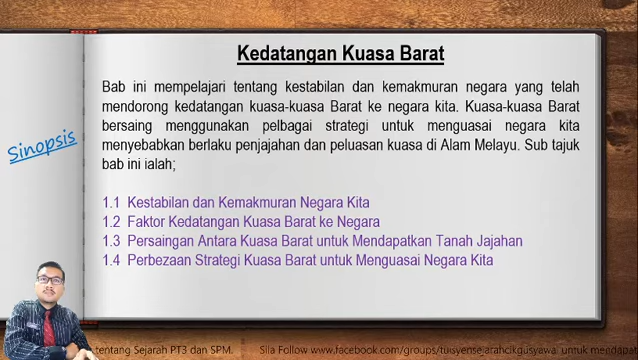 Kedatangan Kuasa Barat
Bab ini mempelajari tentang kestabilan dan kemakmuran negara yang telah
mendorong kedatangan kuasa-kuasa Barat ke negara kita. Kuasa-kuasa Barat
bersaing menggunakan pelbagai strategi untuk menguasai negara kita
menyebabkan berlaku penjajahan dan peluasan kuasa di Alam Melayu. Sub tajuk
bab ini ialah;
Sinopsis
1.1 Kestabilan dan Kemakmuran Negara Kita
1.2 Faktor Kedatangan Kuasa Barat ke Negara
1.3 Persaingan Antara Kuasa Barat untuk Mendapatkan Tanah Jajahan
1.4 Perbezaan Strategi Kuasa Barat untuk Menguasai Negara Kita
tentang Sejarah PT3 dan SPM. Sila Follow www.facebook.com/groups/tuisyensejarahcikgusyawal untuk mendapat